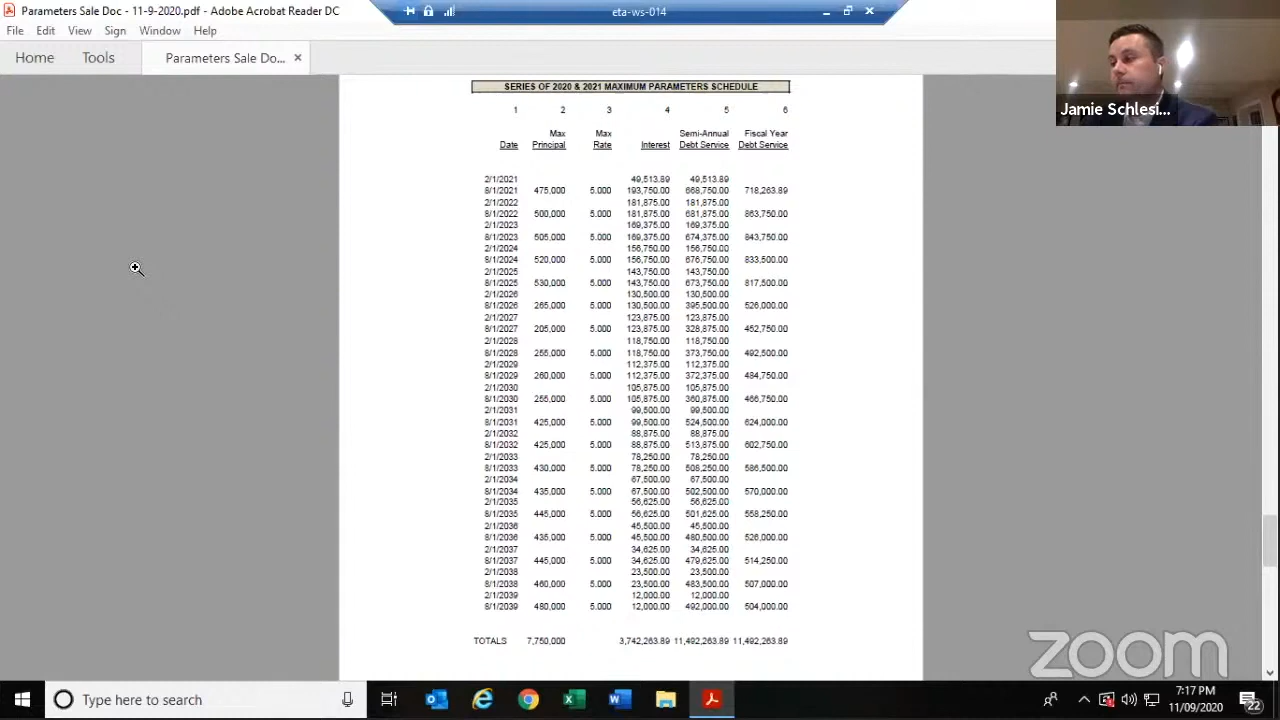 Parameters Sale Doc - 11-9-2020.pdf - Adobe Acrobat Reader DC
eta-ws-014
File Edit View Sign Window Help
Home Tools Parameters Sale Do... ×
Jamie Schlesi...
SERIES OF 2020 & 2021 MAXIMUM PARAMETERS SCHEDULE
1 2 3 4 5 6
Max Max Semi-Annual Fiscal Year
Date Principal Rate Interest Debt Service Debt Service
2/1/2021 49,513.89 49,513.89
8/1/2021 475,000 5.000 193,750.00 668,750.00 718,263.89
2/1/2022 181,875.00 181,875.00
8/1/2022 500,000 5.000 181,875.00 681,875.00 863,750.00
2/1/2023 169,375.00 169,375.00
8/1/2023 505,000 5.000 169,375.00 674,375.00 843,750.00
2/1/2024 156,750.00 156,750.00
8/1/2024 520,000 5.000 156,750.00 676,750.00 833,500.00
2/1/2025 143,750.00 143,750.00
8/1/2025 530,000 5.000 143,750.00 673,750.00 817,500.00
2/1/2026 130,500.00 130,500.00
8/1/2026 265,000 5.000 130,500.00 395,500.00 526,000.00
2/1/2027 123,875.00 123,875.00
8/1/2027 205,000 5.000 123,875.00 328,875.00 452,750.00
2/1/2028 118,750.00 118,750.00
8/1/2028 255,000 5.000 118,750.00 373,750.00 492,500.00
2/1/2029 112,375.00 112,375.00
8/1/2029 260,000 5.000 112,375.00 372,375.00 484,750.00
2/1/2030 105,875.00 105,875.00
8/1/2030 255,000 5.000 105,875.00 360,875.00 466,750.00
2/1/2031 99,500.00 99,500.00
8/1/2031 425,000 5.000 99,500.00 524,500.00 624,000.00
2/1/2032 88,875.00 88,875.00
8/1/2032 425,000 5.000 88,875.00 513,875.00 602,750.00
2/1/2033 78,250.00 78,250.00
8/1/2033 430,000 5.000 78,250.00 508,250.00 586,500.00
2/1/2034 67,500.00 67,500.00
8/1/2034 435,000 5.000 67,500.00 502,500.00 570,000.00
2/1/2035 56,625.00 56,625.00
8/1/2035 445,000 5.000 56,625.00 501,625.00 558,250.00
2/1/2036 45,500.00 45,500.00
8/1/2036 435,000 5.000 45,500.00 480,500.00 526,000.00
2/1/2037 34,625.00 34,625.00
8/1/2037 445,000 5.000 34,625.00 479,625.00 514,250.00
2/1/2038 23,500.00 23,500.00
8/1/2038 460,000 5.000 23,500.00 483,500.00 507,000.00
2/1/2039 12,000.00 12,000.00
8/1/2039 480,000 5.000 12,000.00 492,000.00 504,000.00
TOTALS 7,750,000 3,742,263.89 11,492,263.89 11,492,263.89
zoom
Type here to search
7:17 PM
11/09/2020
22